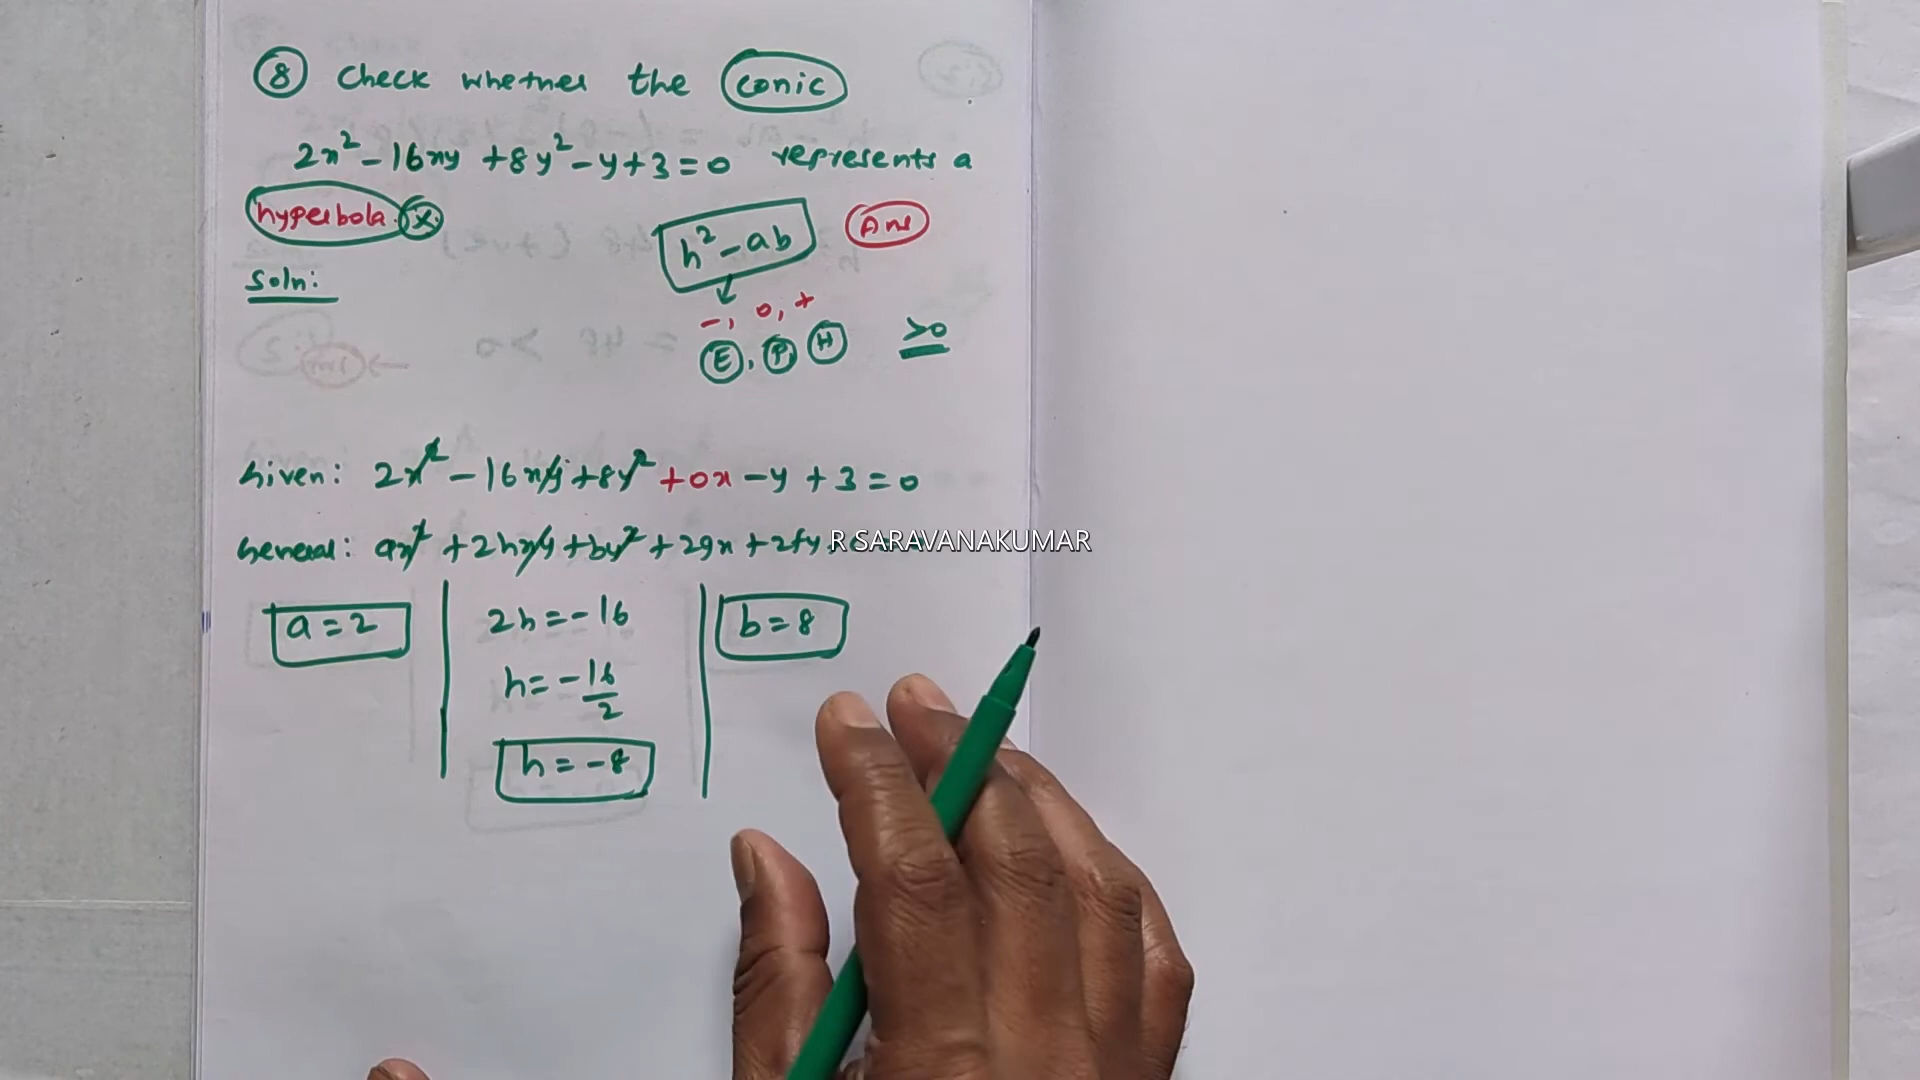 ⑧ Check whether the conic
2x² - 16xy + 8y² - y + 3 = 0 represents a
hyperbola. x.
h² - ab Ans
Soln:
-, 0, +
E, P, H >0
Given: 2x² - 16xy + 8y² + 0x - y + 3 = 0
General: ax² + 2hxy + by² + 2gx + 2fy
R SARAVANAKUMAR
a = 2
2h = -16
h = -16/2
h = -8
b = 8